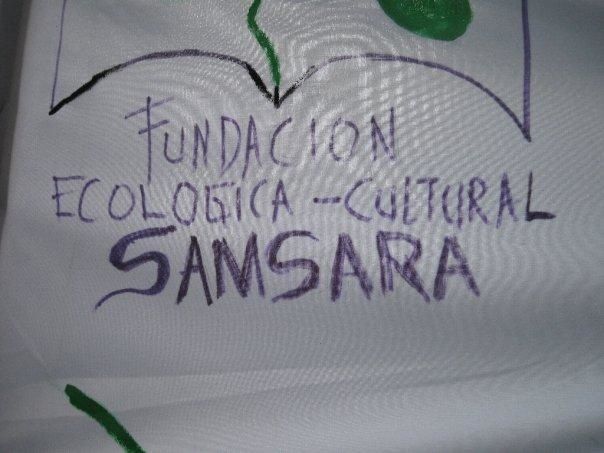 FUNDACION
ECOLOGICA - CULTURAL
SAMSARA